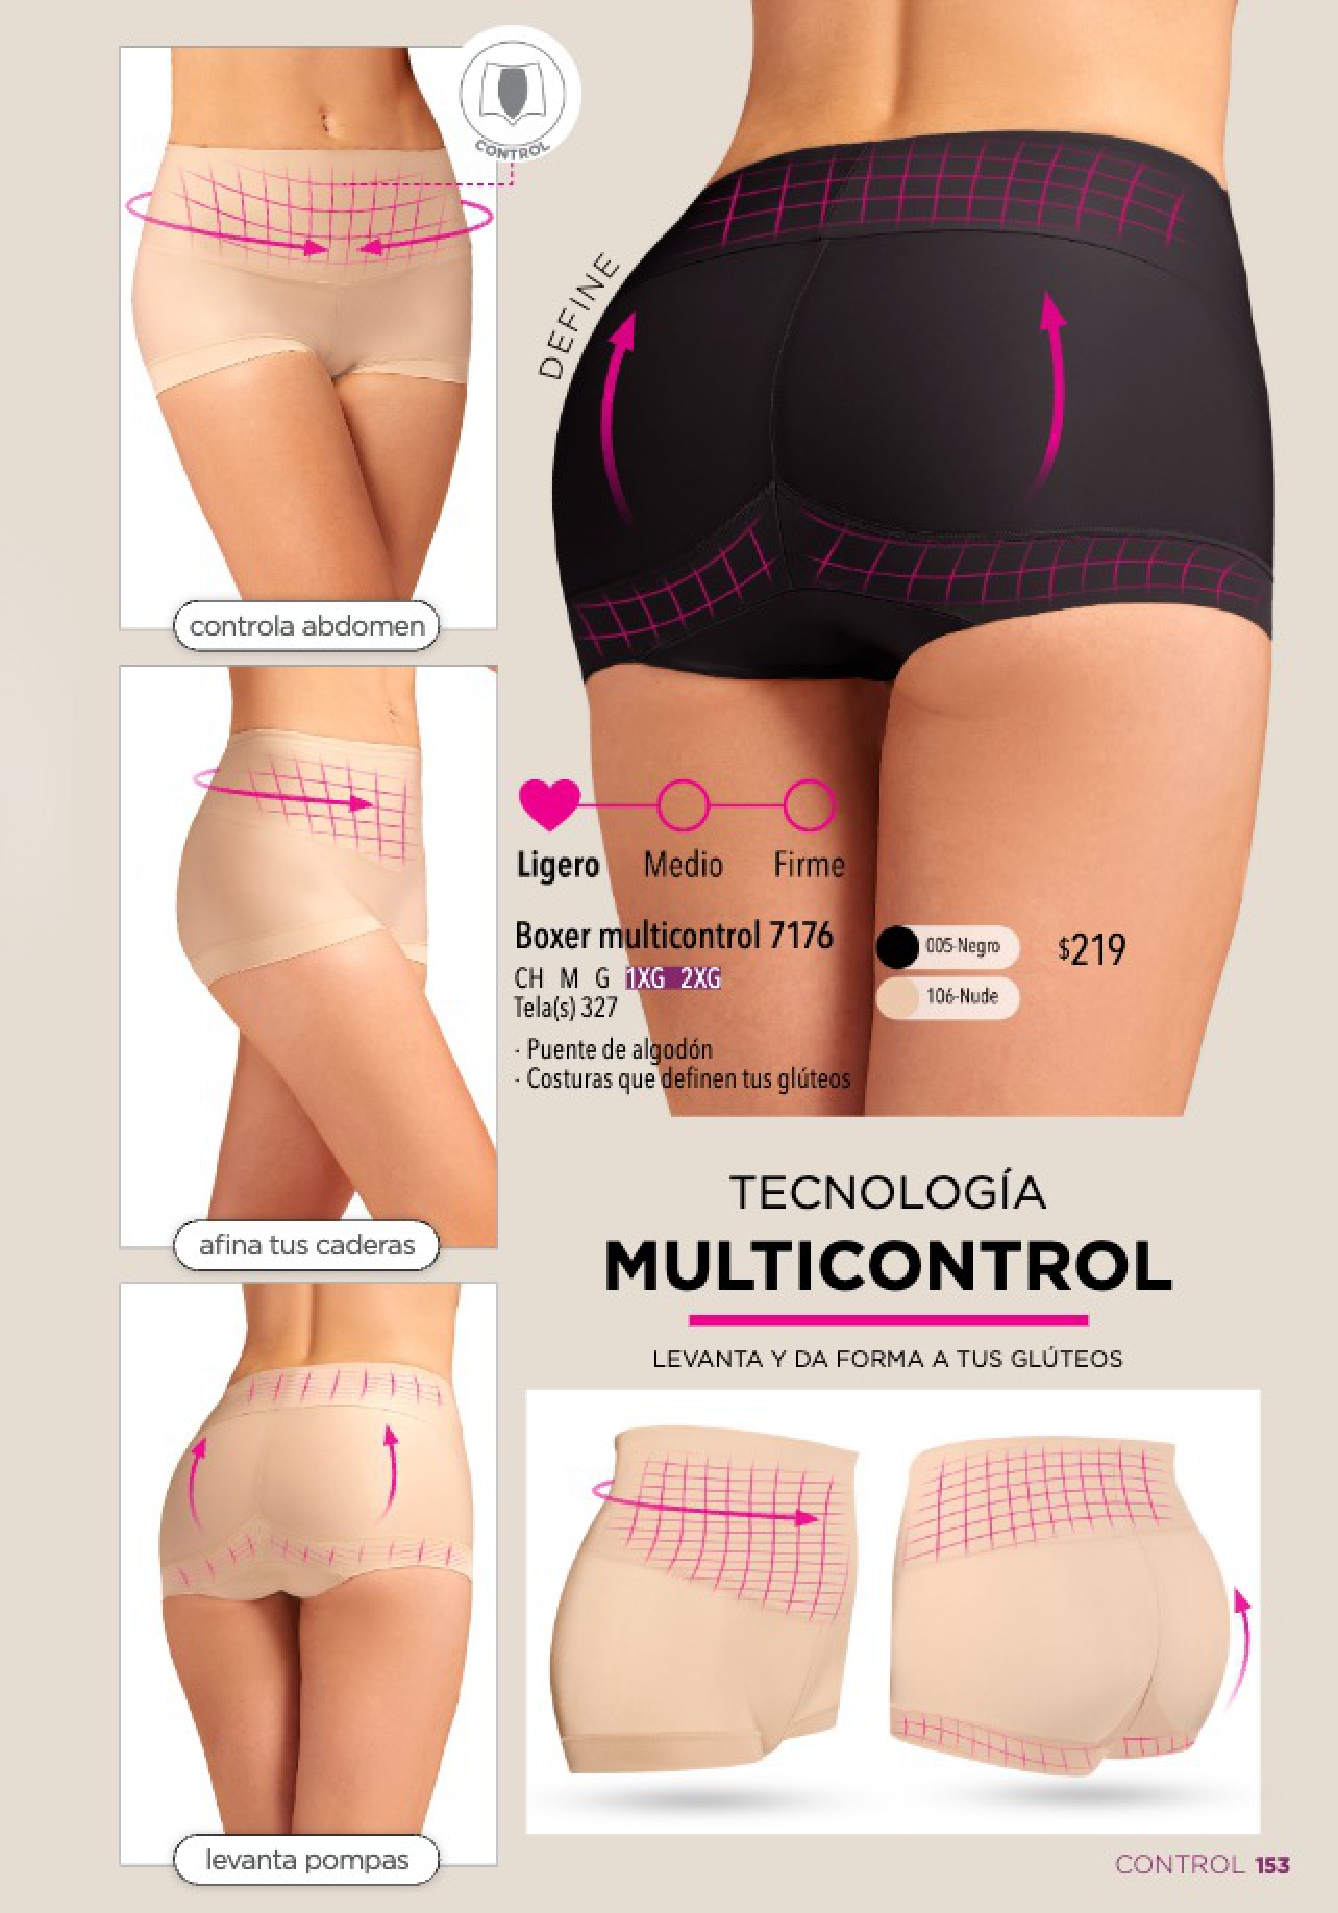 CONTROL
controla abdomen
DEFINE
afina tus caderas
levanta pompas
Ligero Medio Firme
Boxer multicontrol 7176
CH M G 1XG 2XG
Tela(s) 327
· Puente de algodón
· Costuras que definen tus glúteos
005-Negro
106-Nude
$219
TECNOLOGÍA
MULTICONTROL
LEVANTA Y DA FORMA A TUS GLÚTEOS
CONTROL 153